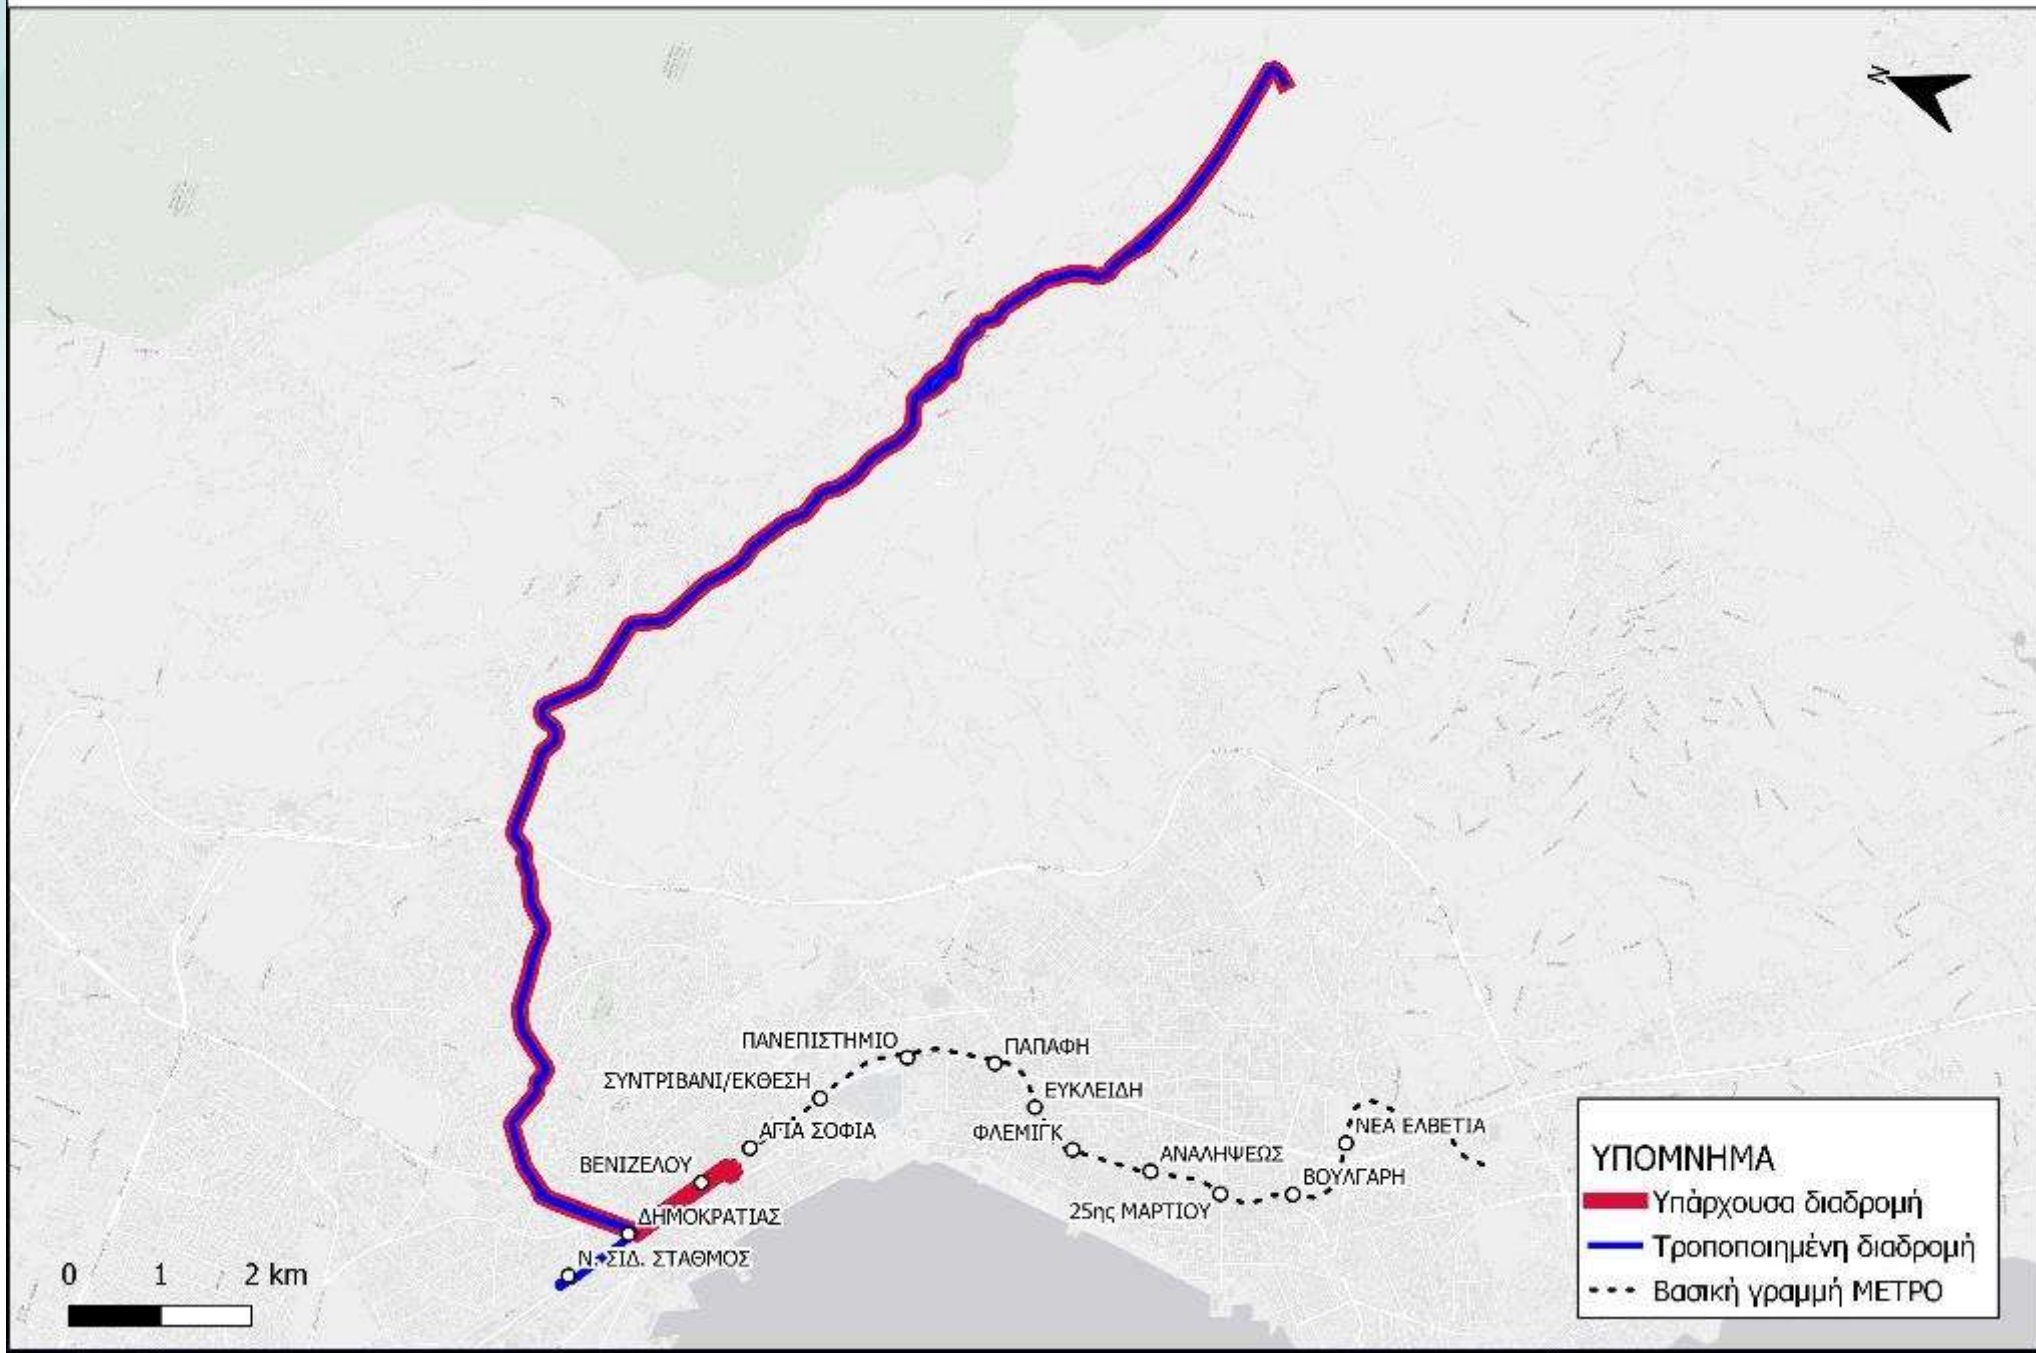 N
ΠΑΝΕΠΙΣΤΗΜΙΟ
ΠΑΠΑΦΗ
ΣΥΝΤΡΙΒΑΝΙ/ΕΚΘΕΣΗ
ΕΥΚΛΕΙΔΗ
ΑΓΙΑ ΣΟΦΙΑ
ΦΛΕΜΙΓΚ
ΝΕΑ ΕΛΒΕΤΙΑ
ΒΕΝΙΖΕΛΟΥ
ΑΝΑΛΗΨΕΩΣ
ΒΟΥΛΓΑΡΗ
25ης ΜΑΡΤΙΟΥ
ΔΗΜΟΚΡΑΤΙΑΣ
Ν. ΣΙΔ. ΣΤΑΘΜΟΣ
0 1 2 km
ΥΠΟΜΝΗΜΑ
Υπάρχουσα διαδρομή
Τροποποιημένη διαδρομή
Βασική γραμμή ΜΕΤΡΟ